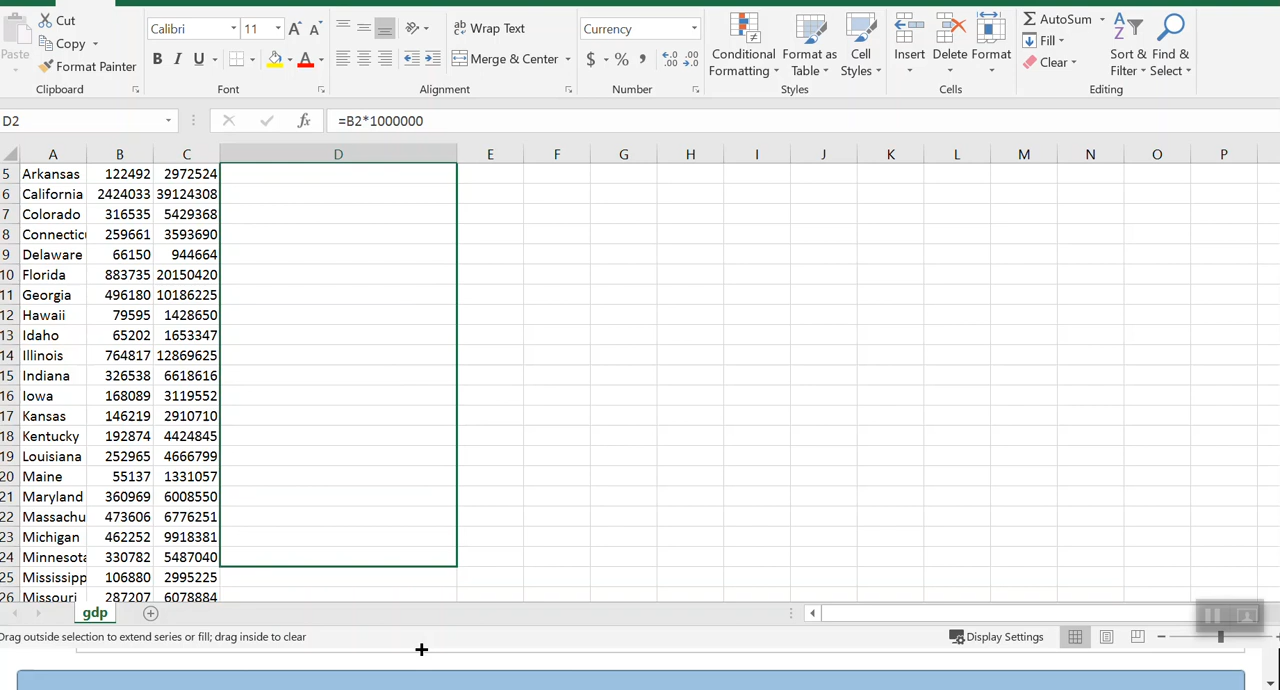 Cut
Copy
Format Painter
Paste
Clipboard
Calibri 11 A A
B I U A
Font
Wrap Text
Merge & Center
Alignment
Currency
$ % , .0 .00 .00 .0
Number
Conditional Formatting
Format as Table
Cell Styles
Styles
Insert Delete Format
Cells
AutoSum
Fill
Clear
Sort & Filter
Find & Select
Editing
D2 fx =B2*1000000
A B C D E F G H I J K L M N O P
5 Arkansas 122492 2972524
6 California 2424033 39124308
7 Colorado 316535 5429368
8 Connectic 259661 3593690
9 Delaware 66150 944664
10 Florida 883735 20150420
11 Georgia 496180 10186225
12 Hawaii 79595 1428650
13 Idaho 65202 1653347
14 Illinois 764817 12869625
15 Indiana 326538 6618616
16 Iowa 168089 3119552
17 Kansas 146219 2910710
18 Kentucky 192874 4424845
19 Louisiana 252965 4666799
20 Maine 55137 1331057
21 Maryland 360969 6008550
22 Massachu 473606 6776251
23 Michigan 462252 9918381
24 Minnesota 330782 5487040
25 Mississipp 106880 2995225
26 Missouri 287207 6078884
gdp
Drag outside selection to extend series or fill; drag inside to clear
Display Settings